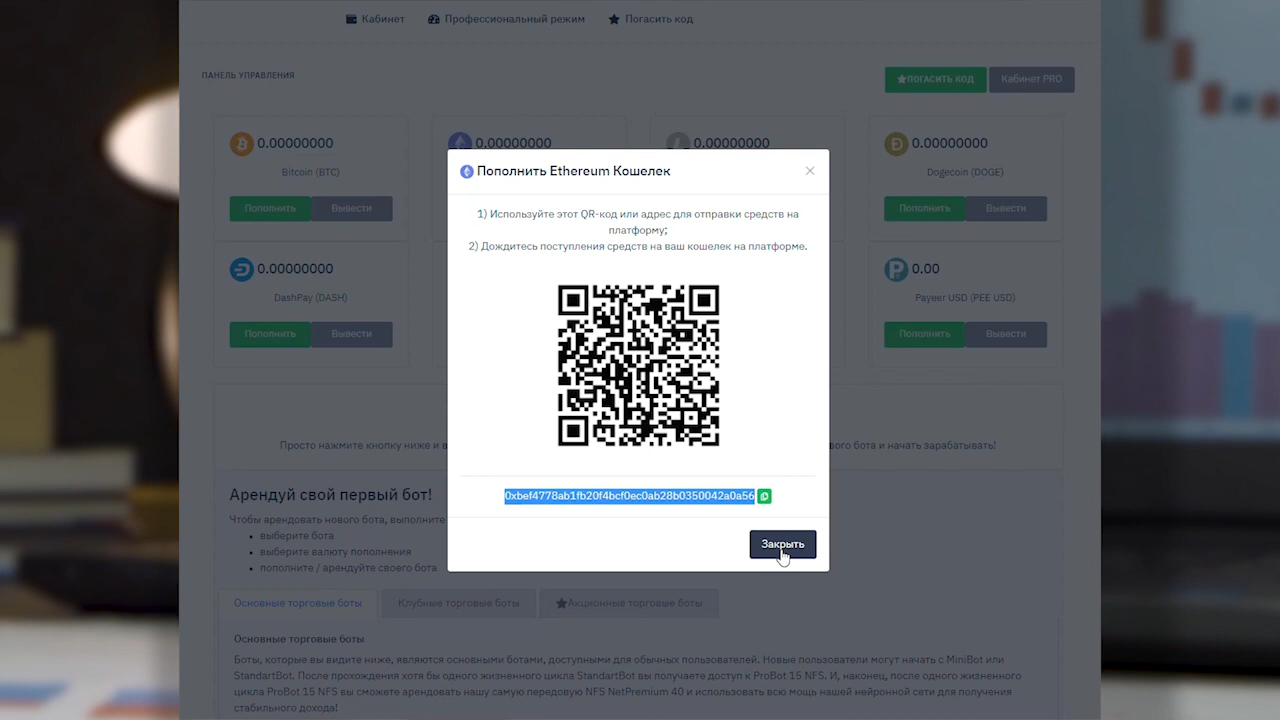 Кабинет
Профессиональный режим
Погасить код
ПАНЕЛЬ УПРАВЛЕНИЯ
ПОГАСИТЬ КОД
Кабинет PRO
0.00000000
0.00000000
0.00000000
0.00000000
Bitcoin (BTC)
Dogecoin (DOGE)
Пополнить
Вывести
Пополнить
Вывести
Пополнить Ethereum Кошелек
1) Используйте этот QR-код или адрес для отправки средств на
платформу;
2) Дождитесь поступления средств на ваш кошелек на платформе.
0.00000000
0.00
DashPay (DASH)
Payeer USD (PEE USD)
Пополнить
Вывести
Пополнить
Вывести
Просто нажмите кнопку ниже и в
вого бота и начать зарабатывать!
0xbef4778ab1fb20f4bcf0ec0ab28b0350042a0a56
Закрыть
Арендуй свой первый бот!
Чтобы арендовать нового бота, выполните
выберите бота
выберите валюту пополнения
пополните / арендуйте своего бота
Основные торговые боты
Клубные торговые боты
Акционные торговые боты
Основные торговые боты
Боты, которые вы видите ниже, являются основными ботами, доступными для обычных пользователей. Новые пользователи могут начать с MiniBot или
StandartBot. После прохождения хотя бы одного жизненного цикла StandartBot вы получаете доступ к ProBot 15 NFS. И, наконец, после одного жизненного
цикла ProBot 15 NFS вы сможете арендовать нашу самую передовую NFS NetPremium 40 и использовать всю мощь нашей нейронной сети для получения
стабильного дохода!